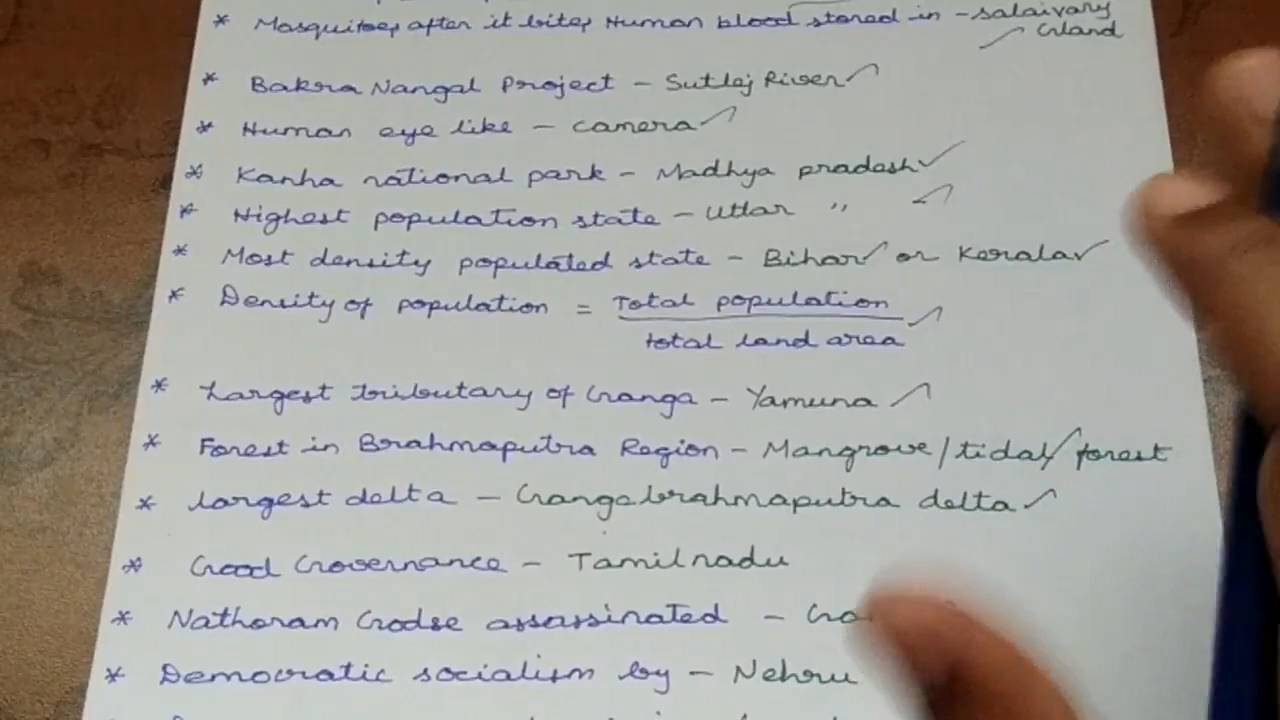 * Mosquitoes after it bites Human blood stored in - salaivary
Gland
* Bakra Nangal Project - Sutlej River
* Human eye like - camera
* Kanha national park - Madhya pradesh
* Highest population state - Uttar "
* Most density populated state - Bihar or Kerala
* Density of population = Total population
total land area
* Largest tributary of Ganga - Yamuna
* Forest in Brahmaputra Region - Mangrove/tidal forest
* largest delta - Gangabrahmaputra delta
* Good Governance - Tamilnadu
* Nathoram Godse assassinated -
* Democratic socialism by - Nehru